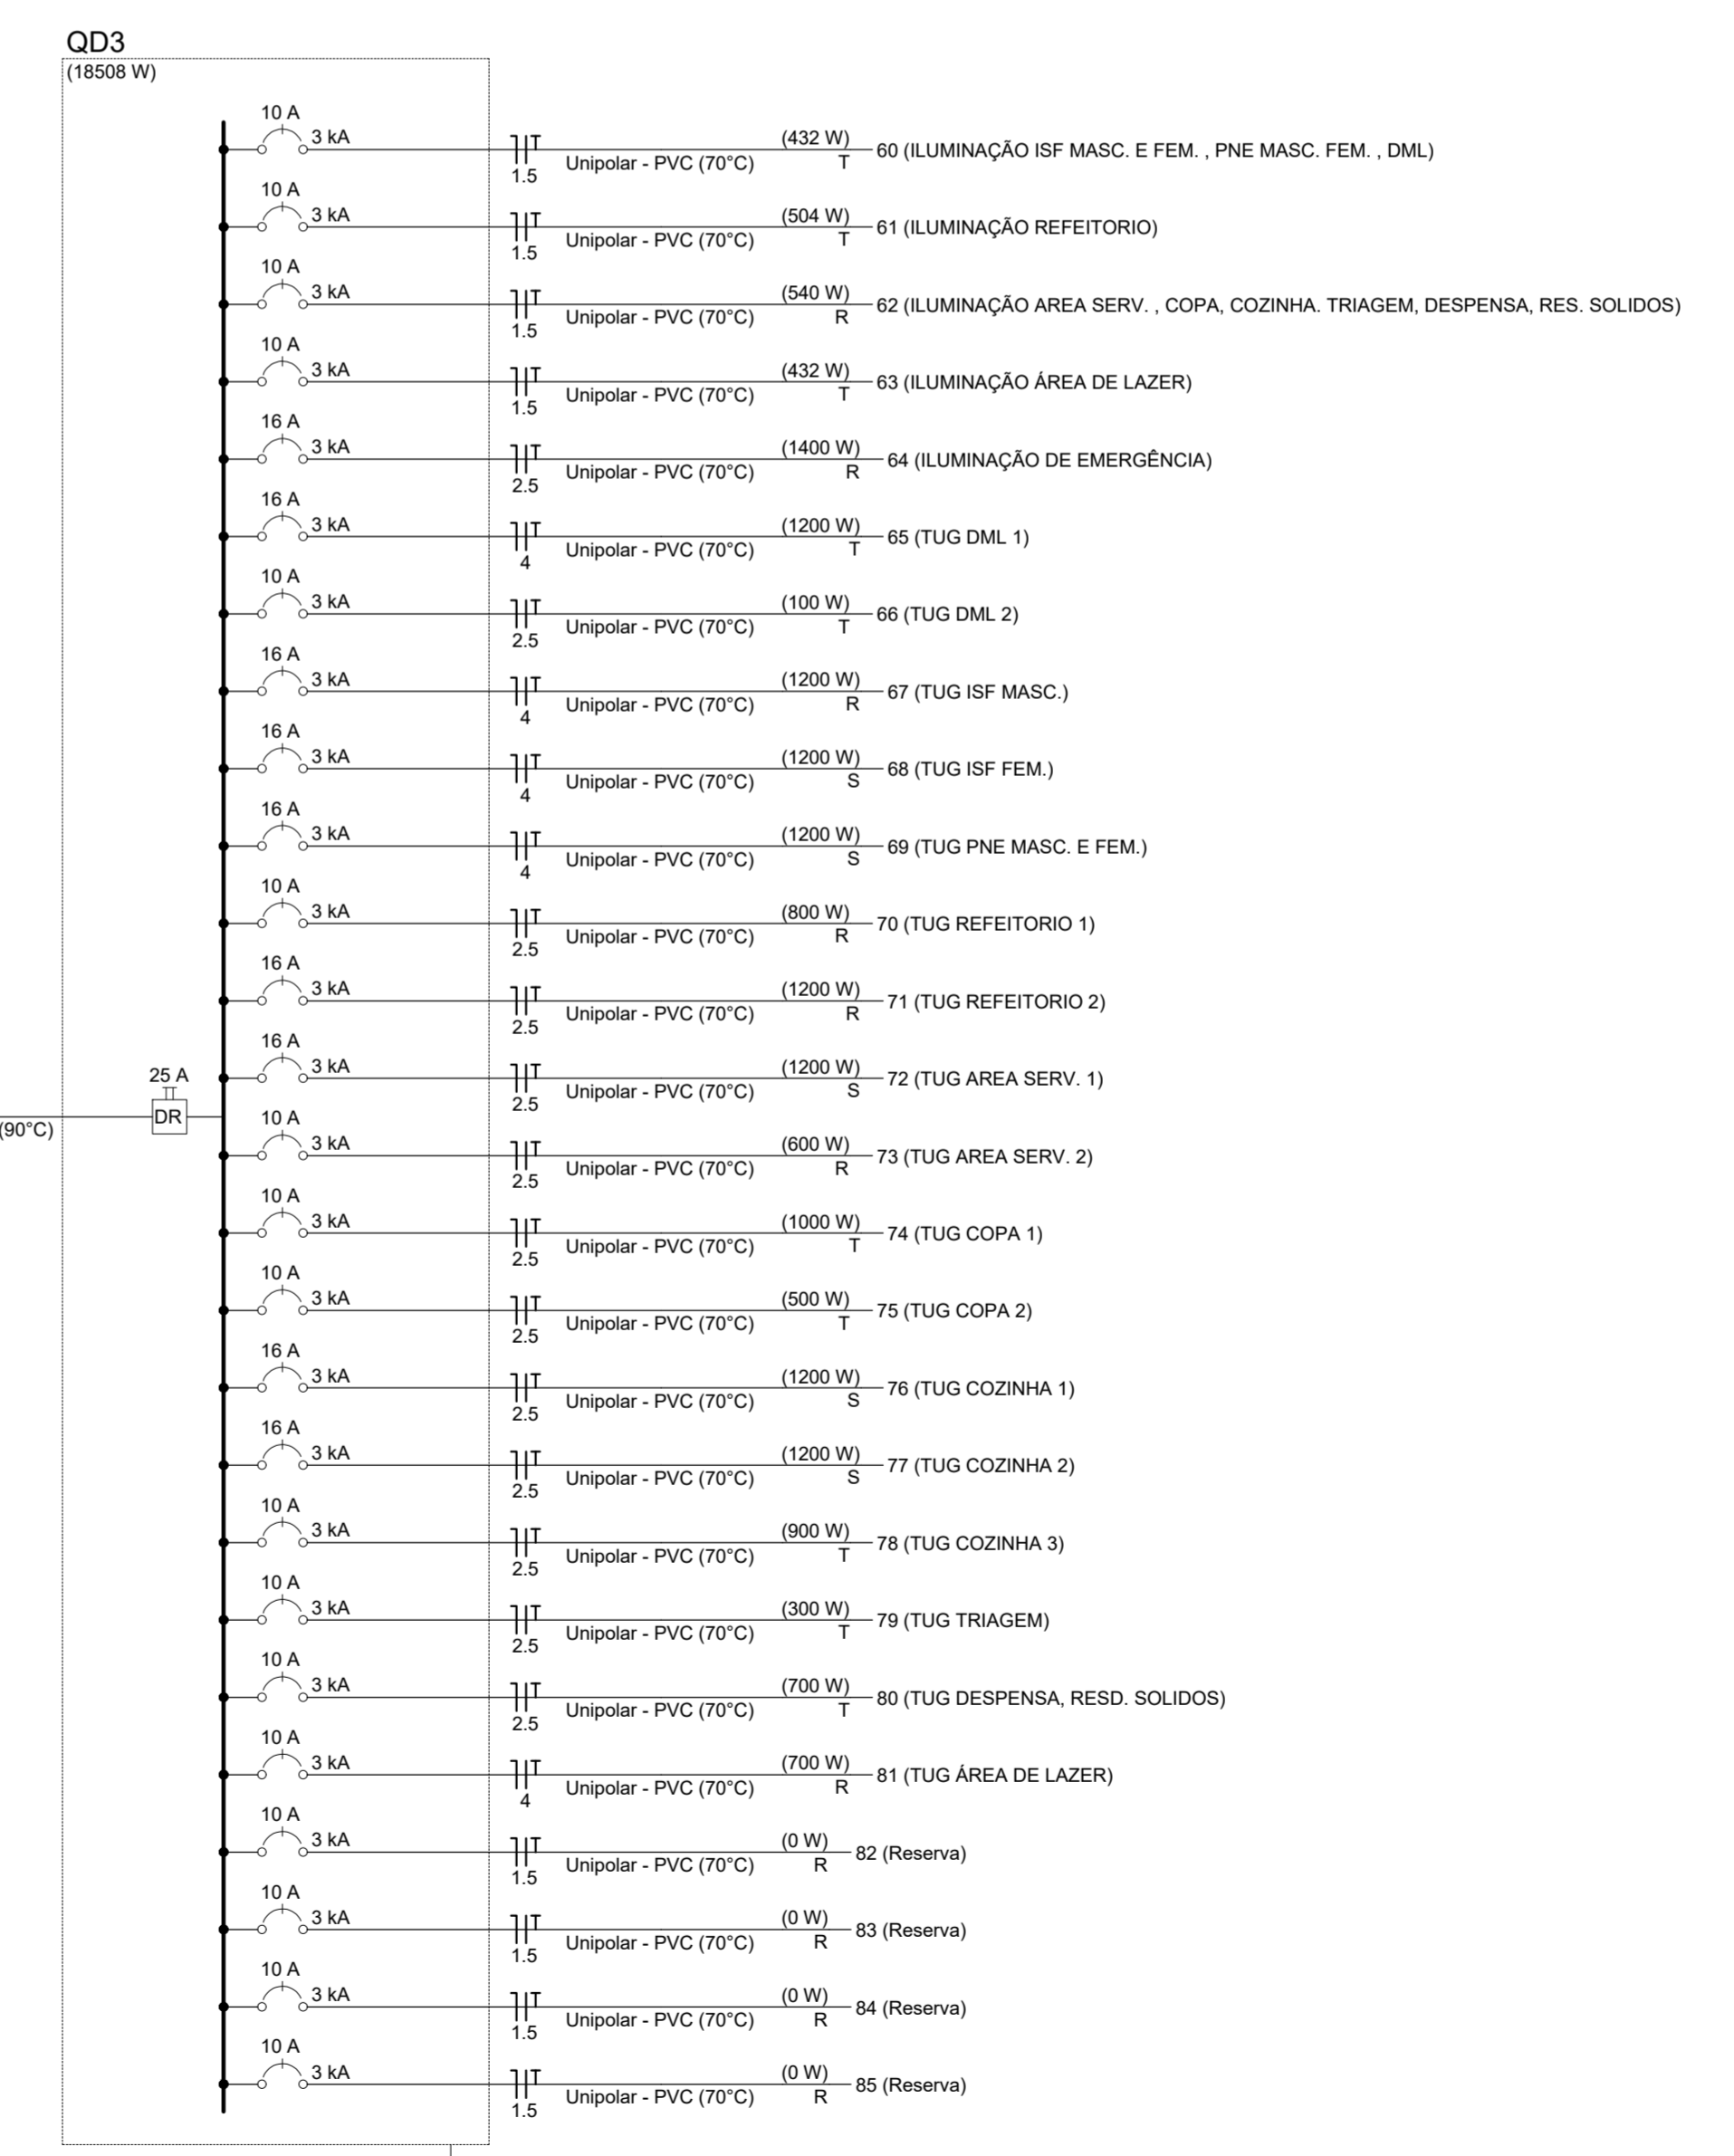 QD3
(18508 W)
10 A
3 kA
1.5
Unipolar - PVC (70°C)
(432 W)
T
60 (ILUMINAÇÃO ISF MASC. E FEM. , PNE MASC. FEM. , DML)
10 A
3 kA
1.5
Unipolar - PVC (70°C)
(504 W)
T
61 (ILUMINAÇÃO REFEITORIO)
10 A
3 kA
1.5
Unipolar - PVC (70°C)
(540 W)
R
62 (ILUMINAÇÃO AREA SERV. , COPA, COZINHA. TRIAGEM, DESPENSA, RES. SOLIDOS)
10 A
3 kA
1.5
Unipolar - PVC (70°C)
(432 W)
T
63 (ILUMINAÇÃO ÁREA DE LAZER)
16 A
3 kA
2.5
Unipolar - PVC (70°C)
(1400 W)
R
64 (ILUMINAÇÃO DE EMERGÊNCIA)
16 A
3 kA
4
Unipolar - PVC (70°C)
(1200 W)
T
65 (TUG DML 1)
10 A
3 kA
2.5
Unipolar - PVC (70°C)
(100 W)
T
66 (TUG DML 2)
16 A
3 kA
4
Unipolar - PVC (70°C)
(1200 W)
R
67 (TUG ISF MASC.)
16 A
3 kA
4
Unipolar - PVC (70°C)
(1200 W)
S
68 (TUG ISF FEM.)
16 A
3 kA
4
Unipolar - PVC (70°C)
(1200 W)
S
69 (TUG PNE MASC. E FEM.)
10 A
3 kA
2.5
Unipolar - PVC (70°C)
(800 W)
R
70 (TUG REFEITORIO 1)
16 A
3 kA
2.5
Unipolar - PVC (70°C)
(1200 W)
R
71 (TUG REFEITORIO 2)
16 A
3 kA
2.5
Unipolar - PVC (70°C)
(1200 W)
S
72 (TUG AREA SERV. 1)
25 A
DR
(90°C)
10 A
3 kA
2.5
Unipolar - PVC (70°C)
(600 W)
R
73 (TUG AREA SERV. 2)
10 A
3 kA
2.5
Unipolar - PVC (70°C)
(1000 W)
T
74 (TUG COPA 1)
10 A
3 kA
2.5
Unipolar - PVC (70°C)
(500 W)
T
75 (TUG COPA 2)
16 A
3 kA
2.5
Unipolar - PVC (70°C)
(1200 W)
S
76 (TUG COZINHA 1)
16 A
3 kA
2.5
Unipolar - PVC (70°C)
(1200 W)
S
77 (TUG COZINHA 2)
10 A
3 kA
2.5
Unipolar - PVC (70°C)
(900 W)
T
78 (TUG COZINHA 3)
10 A
3 kA
2.5
Unipolar - PVC (70°C)
(300 W)
T
79 (TUG TRIAGEM)
10 A
3 kA
2.5
Unipolar - PVC (70°C)
(700 W)
T
80 (TUG DESPENSA, RESD. SOLIDOS)
10 A
3 kA
4
Unipolar - PVC (70°C)
(700 W)
R
81 (TUG ÁREA DE LAZER)
10 A
3 kA
1.5
Unipolar - PVC (70°C)
(0 W)
R
82 (Reserva)
10 A
3 kA
1.5
Unipolar - PVC (70°C)
(0 W)
R
83 (Reserva)
10 A
3 kA
1.5
Unipolar - PVC (70°C)
(0 W)
R
84 (Reserva)
10 A
3 kA
1.5
Unipolar - PVC (70°C)
(0 W)
R
85 (Reserva)